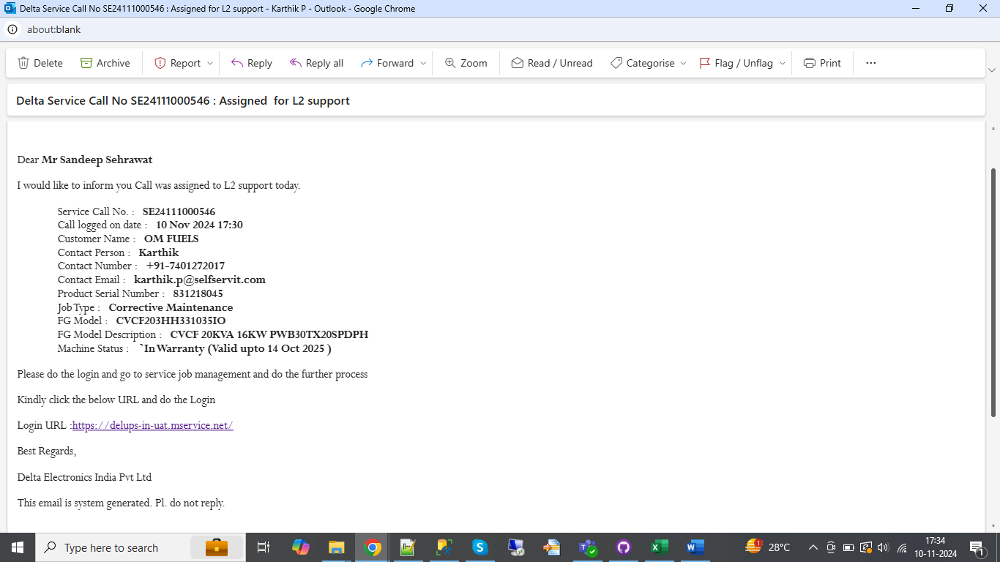 Delta Service Call No SE24111000546 : Assigned for L2 support - Karthik P - Outlook - Google Chrome
about:blank
Delete Archive Report Reply Reply all Forward Zoom Read / Unread Categorise Flag / Unflag Print ...
Delta Service Call No SE24111000546 : Assigned  for L2 support
Dear Mr Sandeep Sehrawat
I would like to inform you Call was assigned to L2 support today.
Service Call No. :   SE24111000546
Call logged on date :   10 Nov 2024 17:30
Customer Name :   OM FUELS
Contact Person :   Karthik
Contact Number :   +91-7401272017
Contact Email :   karthik.p@selfservit.com
Product Serial Number :   831218045
Job Type :   Corrective Maintenance
FG Model :   CVCF203HH331035IO
FG Model Description :   CVCF 20KVA 16KW PWB30TX20SPDPH
Machine Status :   `In Warranty (Valid upto 14 Oct 2025 )
Please do the login and go to service job management and do the further process
Kindly click the below URL and do the Login
Login URL :https://delups-in-uat.mservice.net/
Best Regards,
Delta Electronics India Pvt Ltd
This email is system generated. Pl. do not reply.
Type here to search
1
28°C
17:34
10-11-2024
1